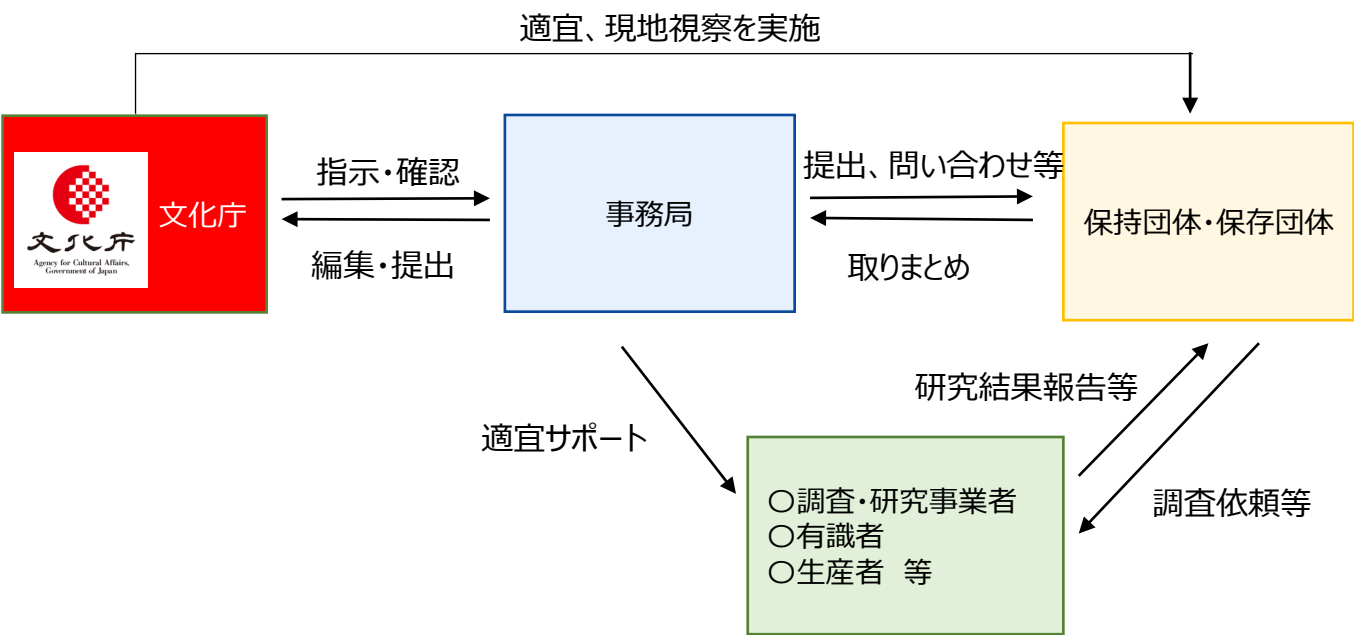 適宜、現地視察を実施
文化庁
Agency for Cultural Affairs,
Government of Japan
文化庁
指示・確認
編集・提出
事務局
提出、問い合わせ等
取りまとめ
保持団体・保存団体
適宜サポート
研究結果報告等
調査依頼等
〇調査・研究事業者
〇有識者
〇生産者　等